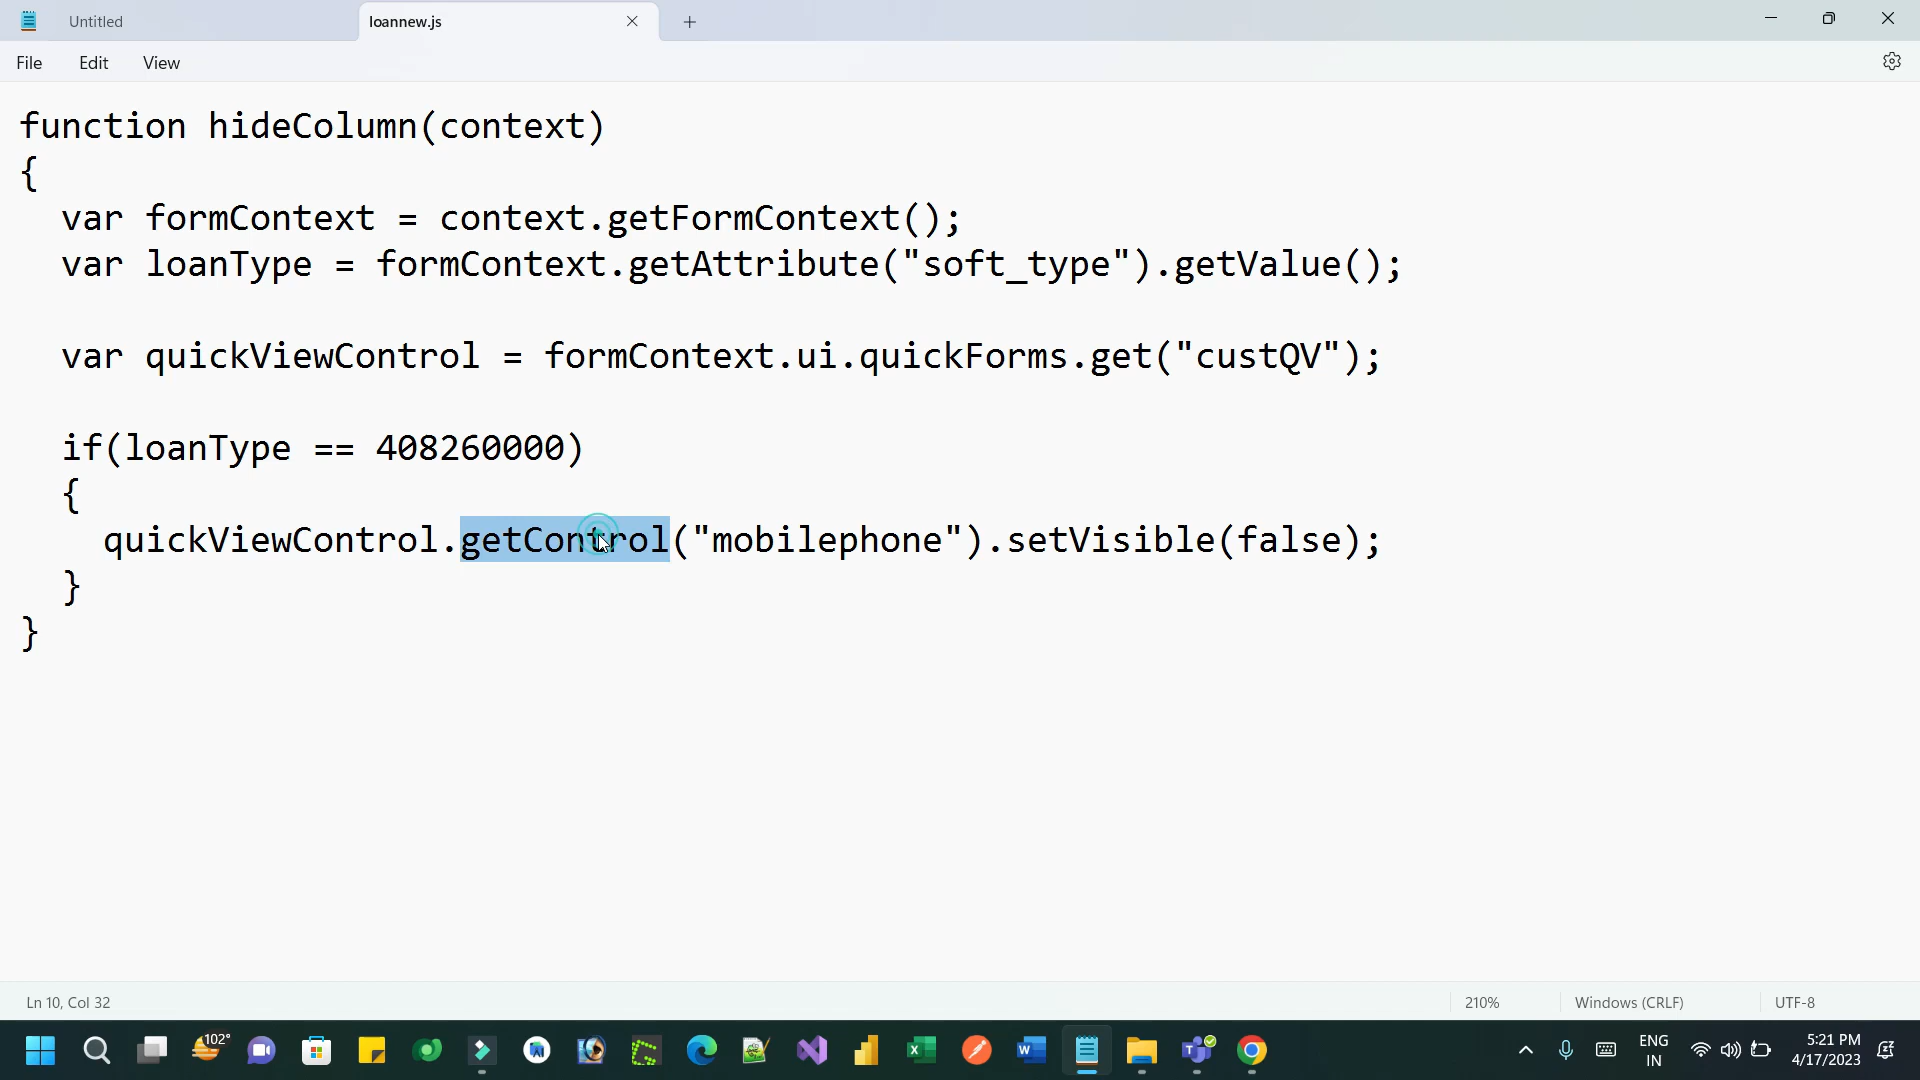 Untitled
loannew.js
File Edit View
function hideColumn(context)
{
var formContext = context.getFormContext();
var loanType = formContext.getAttribute("soft_type").getValue();
var quickViewControl = formContext.ui.quickForms.get("custQV");
if(loanType == 408260000)
{
quickViewControl.getControl("mobilephone").setVisible(false);
}
}
Ln 10, Col 32
210%
Windows (CRLF)
UTF-8
102°
ENG
IN
5:21 PM
4/17/2023